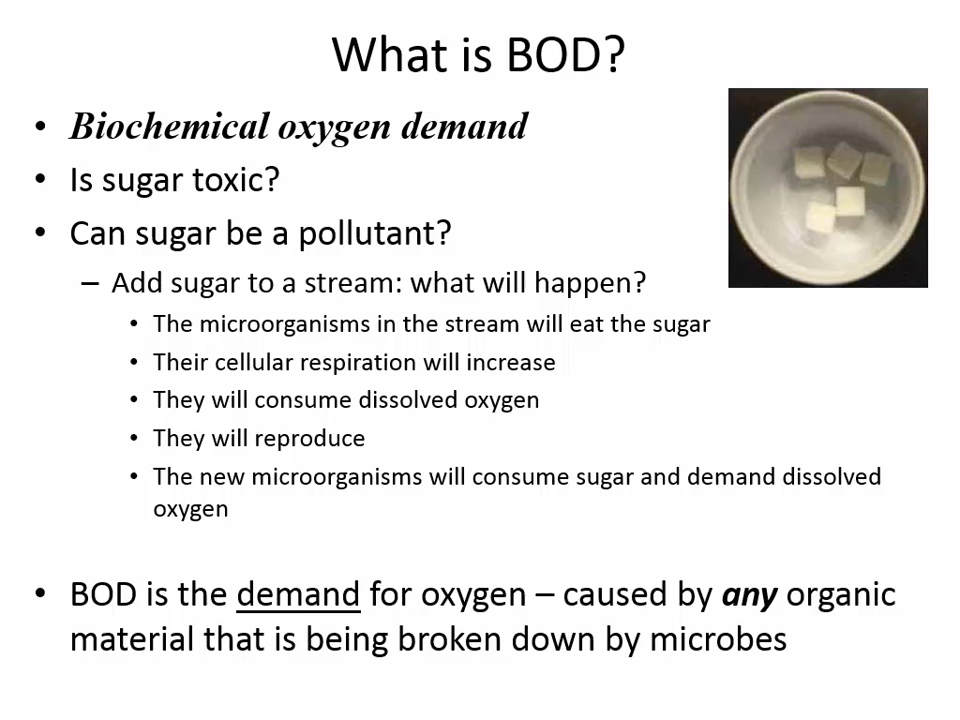 What is BOD?
• Biochemical oxygen demand
• Is sugar toxic?
• Can sugar be a pollutant?
– Add sugar to a stream: what will happen?
• The microorganisms in the stream will eat the sugar
• Their cellular respiration will increase
• They will consume dissolved oxygen
• They will reproduce
• The new microorganisms will consume sugar and demand dissolved
oxygen
• BOD is the demand for oxygen – caused by any organic
material that is being broken down by microbes